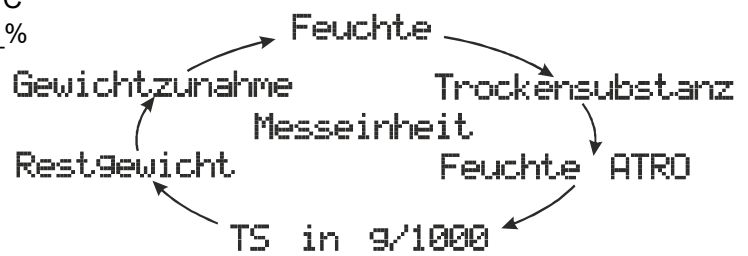 C
_%
Feuchte
Gewichtzunahme
Trockensubstanz
Messeinheit
Restgewicht
Feuchte ATRO
TS in g/1000